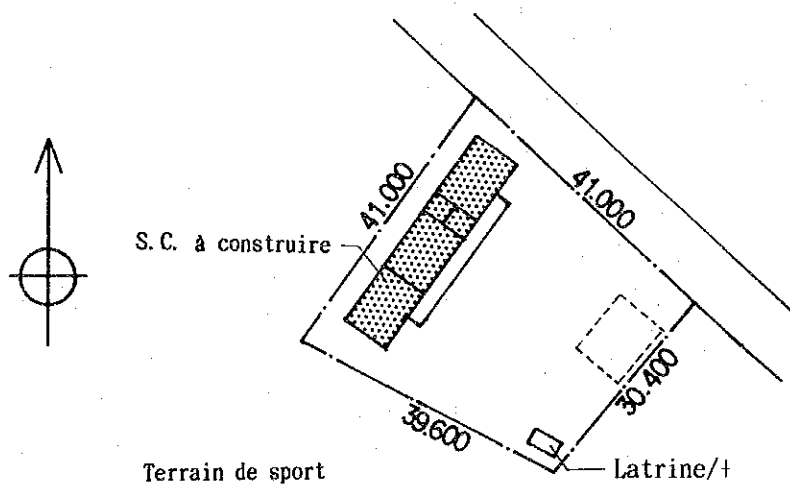 41.000
41.000
S.C. à construire
30.400
39.600
Terrain de sport
Latrine/†